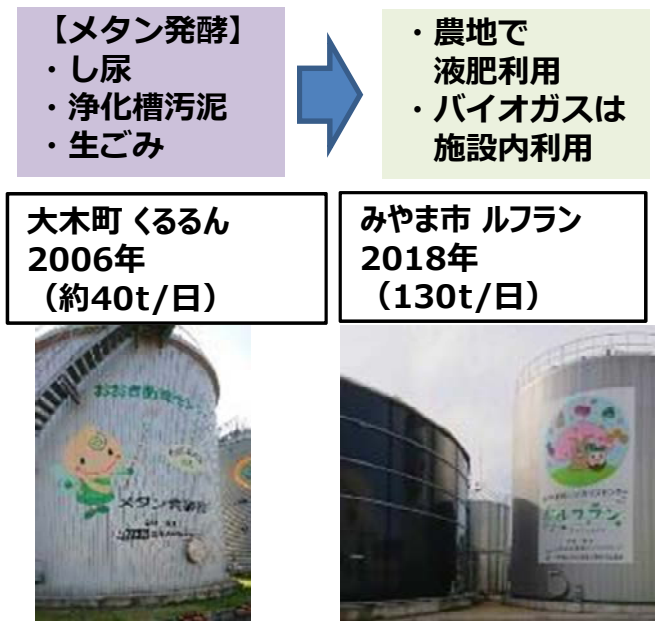 【メタン発酵】
・し尿
・浄化槽汚泥
・生ごみ
・農地で
液肥利用
・バイオガスは
施設内利用
大木町 くるるん
2006年
（約40t/日）
みやま市 ルフラン
2018年
（130t/日）
メタン発酵
ルフラン